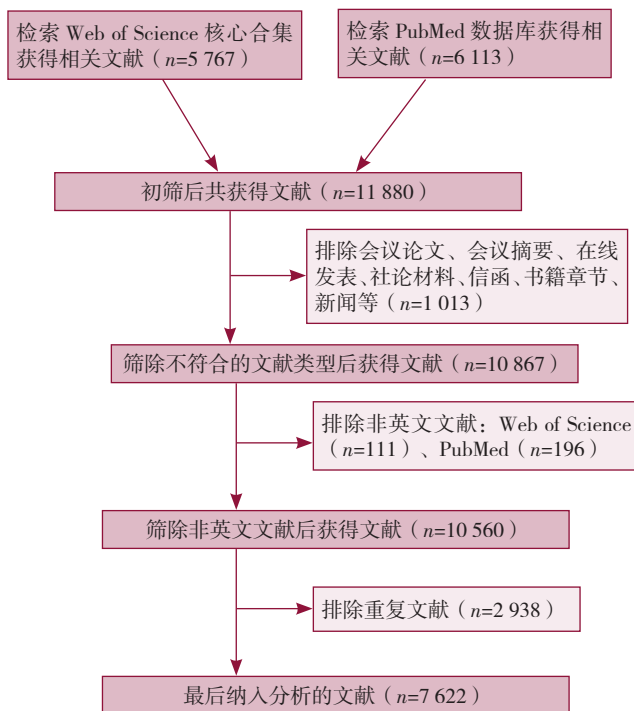 检索 Web of Science 核心合集
获得相关文献（n=5 767）
检索 PubMed 数据库获得相
关文献（n=6 113）
初筛后共获得文献（n=11 880）
排除会议论文、会议摘要、在线
发表、社论材料、信函、书籍章节、
新闻等（n=1 013）
筛除不符合的文献类型后获得文献（n=10 867）
排除非英文文献：Web of Science
（n=111）、PubMed（n=196）
筛除非英文文献后获得文献（n=10 560）
排除重复文献（n=2 938）
最后纳入分析的文献（n=7 622）